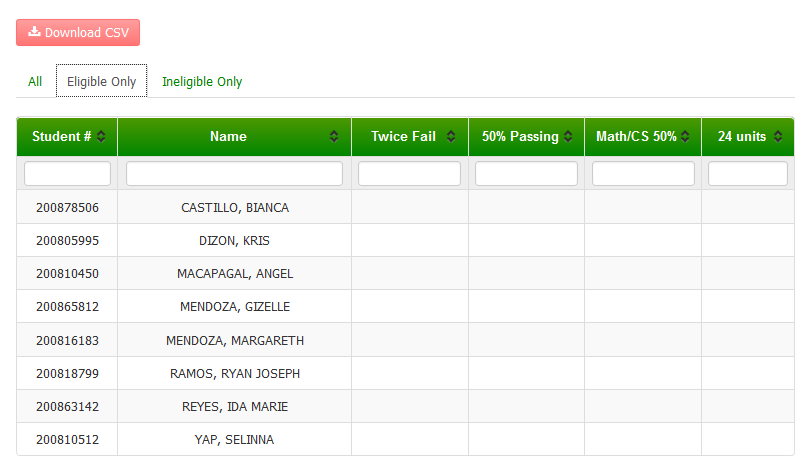 Download CSV
All Eligible Only Ineligible Only
Student # Name Twice Fail 50% Passing Math/CS 50% 24 units
200878506 CASTILLO, BIANCA
200805995 DIZON, KRIS
200810450 MACAPAGAL, ANGEL
200865812 MENDOZA, GIZELLE
200816183 MENDOZA, MARGARETH
200818799 RAMOS, RYAN JOSEPH
200863142 REYES, IDA MARIE
200810512 YAP, SELINNA